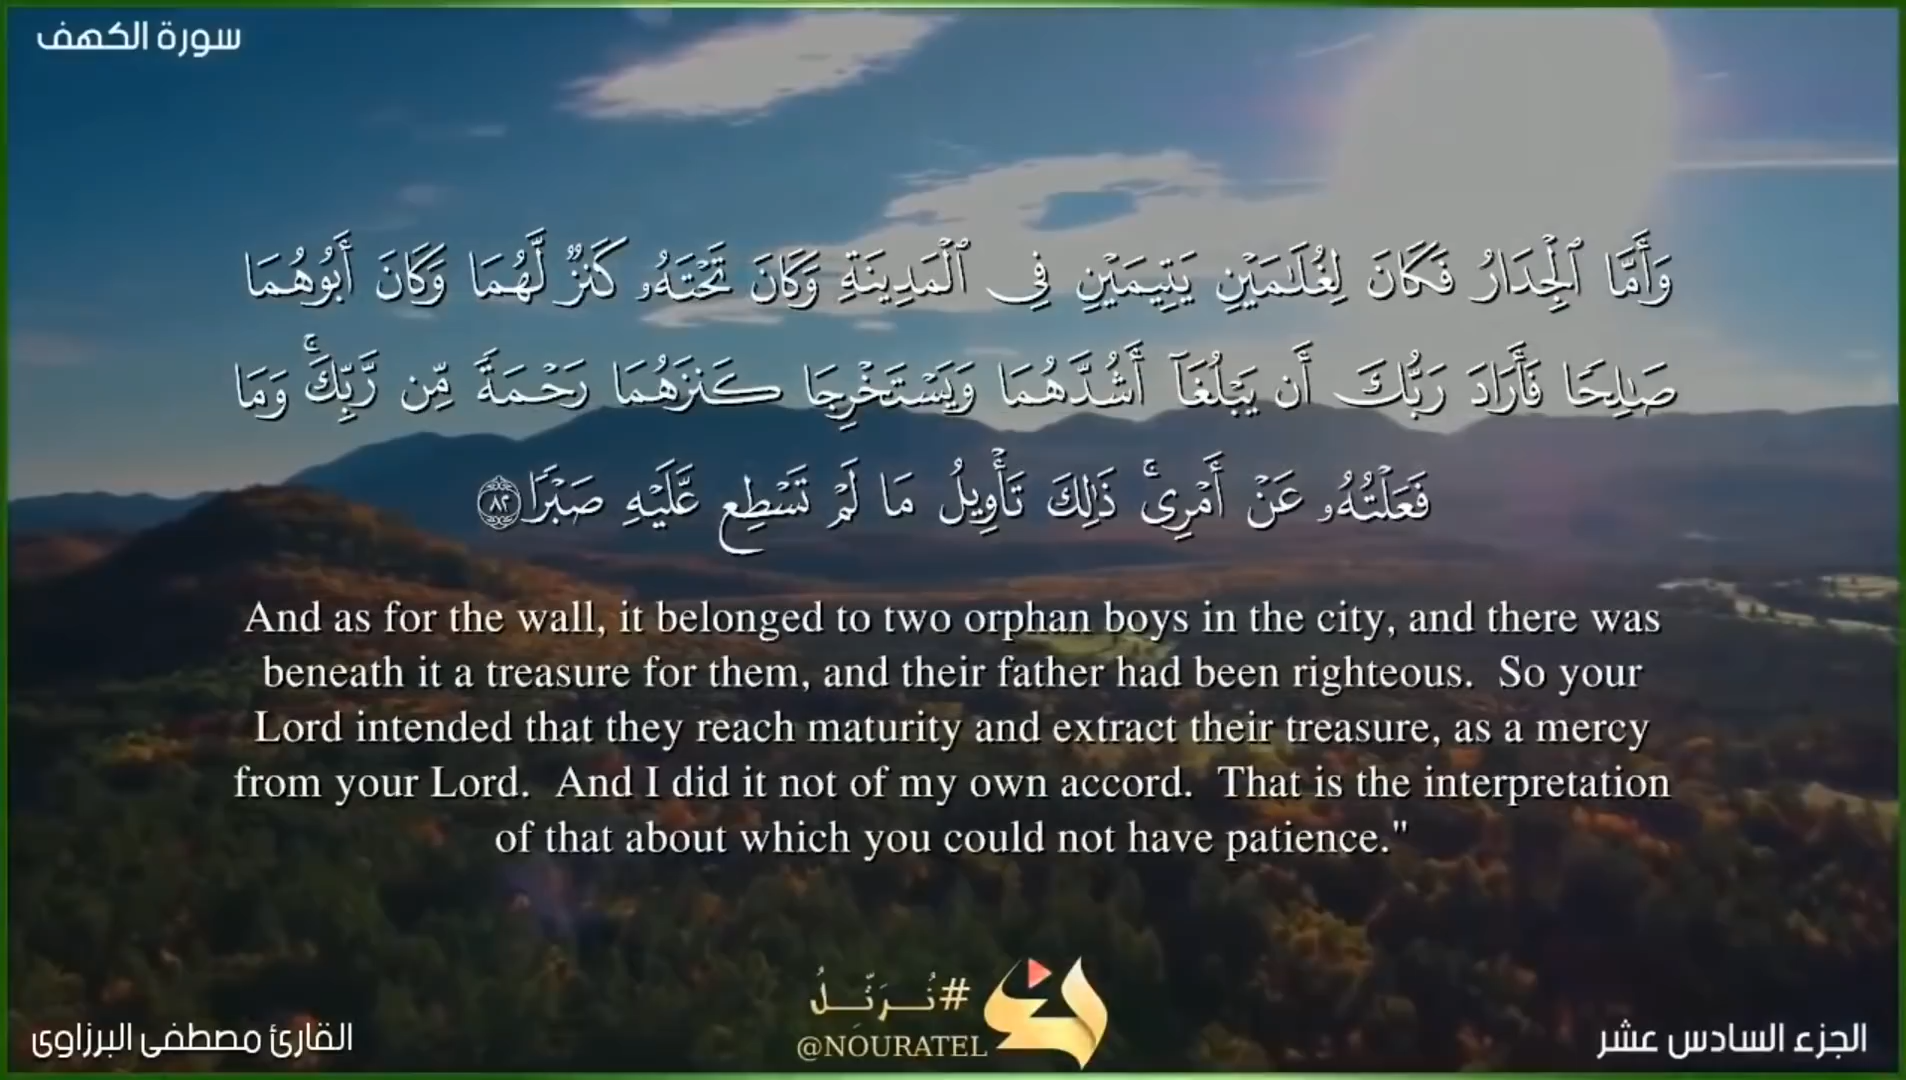 سورة الكهف
وَأَمَّا ٱلْجِدَارُ فَكَانَ لِغُلَـٰمَيْنِ يَتِيمَيْنِ فِى ٱلْمَدِينَةِ وَكَانَ تَحْتَهُۥ كَنزٌ لَّهُمَا وَكَانَ أَبُوهُمَا
صَـٰلِحًا فَأَرَادَ رَبُّكَ أَن يَبْلُغَآ أَشُدَّهُمَا وَيَسْتَخْرِجَا كَنزَهُمَا رَحْمَةً مِّن رَّبِّكَ ۚ وَمَا
فَعَلْتُهُۥ عَنْ أَمْرِى ۚ ذَٰلِكَ تَأْوِيلُ مَا لَمْ تَسْطِع عَّلَيْهِ صَبْرًا ٨٢
And as for the wall, it belonged to two orphan boys in the city, and there was
beneath it a treasure for them, and their father had been righteous.  So your
Lord intended that they reach maturity and extract their treasure, as a mercy
from your Lord.  And I did it not of my own accord.  That is the interpretation
of that about which you could not have patience."
#نُرَتِّلُ
@NOURATEL
الجزء السادس عشر
القارئ مصطفى البرزاوى